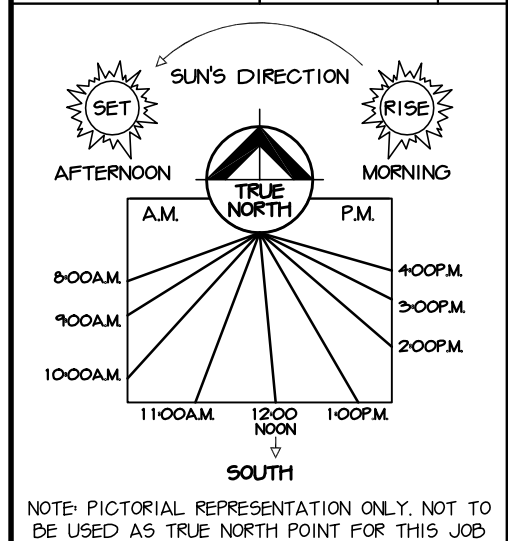 SUN'S DIRECTION
SET
RISE
AFTERNOON
MORNING
TRUE
NORTH
A.M.
P.M.
8:00A.M.
4:00P.M.
9:00A.M.
3:00P.M.
2:00P.M.
10:00A.M.
11:00A.M.
12:00
NOON
1:00P.M.
SOUTH
NOTE: PICTORIAL REPRESENTATION ONLY. NOT TO
BE USED AS TRUE NORTH POINT FOR THIS JOB